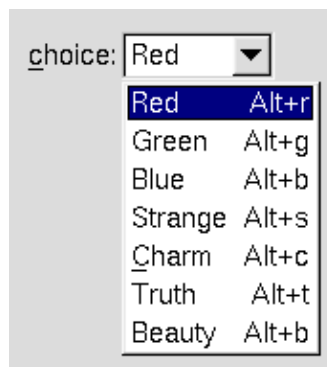 choice: Red
Red Alt+r
Green Alt+g
Blue Alt+b
Strange Alt+s
Charm Alt+c
Truth Alt+t
Beauty Alt+b